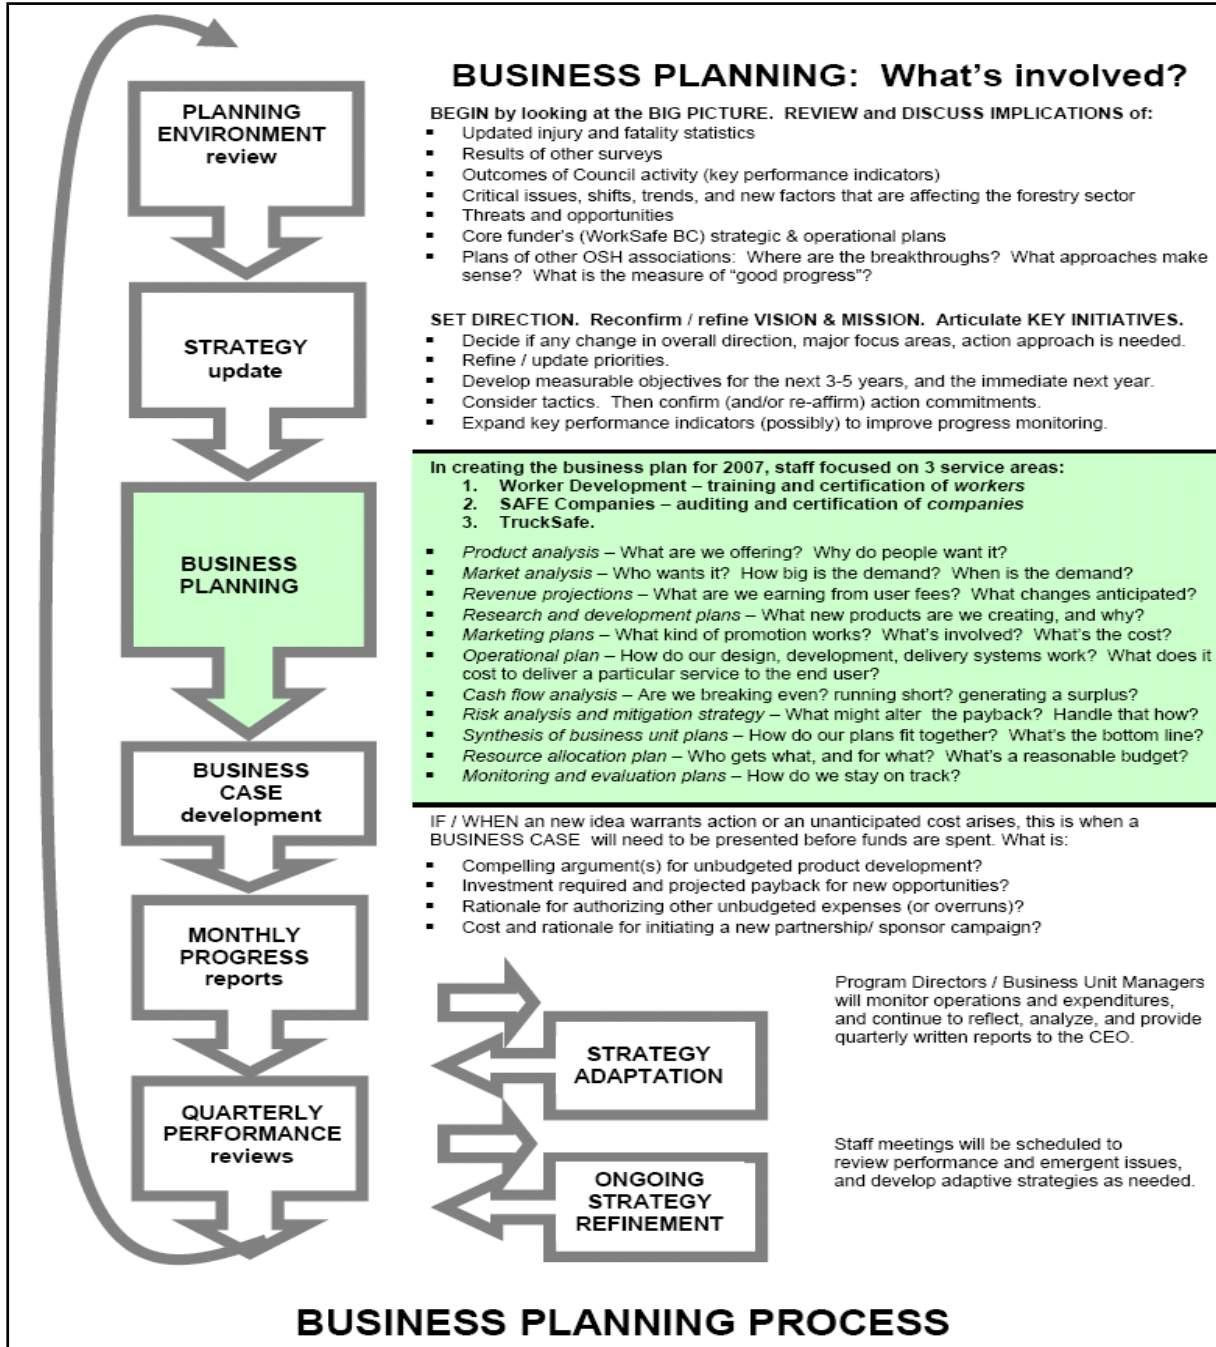 BUSINESS PLANNING: What's involved?
PLANNING
ENVIRONMENT
review
BEGIN by looking at the BIG PICTURE. REVIEW and DISCUSS IMPLICATIONS of:
▪ Updated injury and fatality statistics
▪ Results of other surveys
▪ Outcomes of Council activity (key performance indicators)
▪ Critical issues, shifts, trends, and new factors that are affecting the forestry sector
▪ Threats and opportunities
▪ Core funder's (WorkSafe BC) strategic & operational plans
▪ Plans of other OSH associations: Where are the breakthroughs? What approaches make
sense? What is the measure of "good progress"?
STRATEGY
update
SET DIRECTION. Reconfirm / refine VISION & MISSION. Articulate KEY INITIATIVES.
▪ Decide if any change in overall direction, major focus areas, action approach is needed.
▪ Refine / update priorities.
▪ Develop measurable objectives for the next 3-5 years, and the immediate next year.
▪ Consider tactics. Then confirm (and/or re-affirm) action commitments.
▪ Expand key performance indicators (possibly) to improve progress monitoring.
BUSINESS
PLANNING
In creating the business plan for 2007, staff focused on 3 service areas:
1. Worker Development – training and certification of workers
2. SAFE Companies – auditing and certification of companies
3. TruckSafe.
▪ Product analysis – What are we offering? Why do people want it?
▪ Market analysis – Who wants it? How big is the demand? When is the demand?
▪ Revenue projections – What are we earning from user fees? What changes anticipated?
▪ Research and development plans – What new products are we creating, and why?
▪ Marketing plans – What kind of promotion works? What's involved? What's the cost?
▪ Operational plan – How do our design, development, delivery systems work? What does it
cost to deliver a particular service to the end user?
▪ Cash flow analysis – Are we breaking even? running short? generating a surplus?
▪ Risk analysis and mitigation strategy – What might alter the payback? Handle that how?
▪ Synthesis of business unit plans – How do our plans fit together? What's the bottom line?
▪ Resource allocation plan – Who gets what, and for what? What's a reasonable budget?
▪ Monitoring and evaluation plans – How do we stay on track?
BUSINESS
CASE
development
IF / WHEN an new idea warrants action or an unanticipated cost arises, this is when a
BUSINESS CASE will need to be presented before funds are spent. What is:
▪ Compelling argument(s) for unbudgeted product development?
▪ Investment required and projected payback for new opportunities?
▪ Rationale for authorizing other unbudgeted expenses (or overruns)?
▪ Cost and rationale for initiating a new partnership/ sponsor campaign?
MONTHLY
PROGRESS
reports
STRATEGY
ADAPTATION
Program Directors / Business Unit Managers
will monitor operations and expenditures,
and continue to reflect, analyze, and provide
quarterly written reports to the CEO.
QUARTERLY
PERFORMANCE
reviews
ONGOING
STRATEGY
REFINEMENT
Staff meetings will be scheduled to
review performance and emergent issues,
and develop adaptive strategies as needed.
BUSINESS PLANNING PROCESS